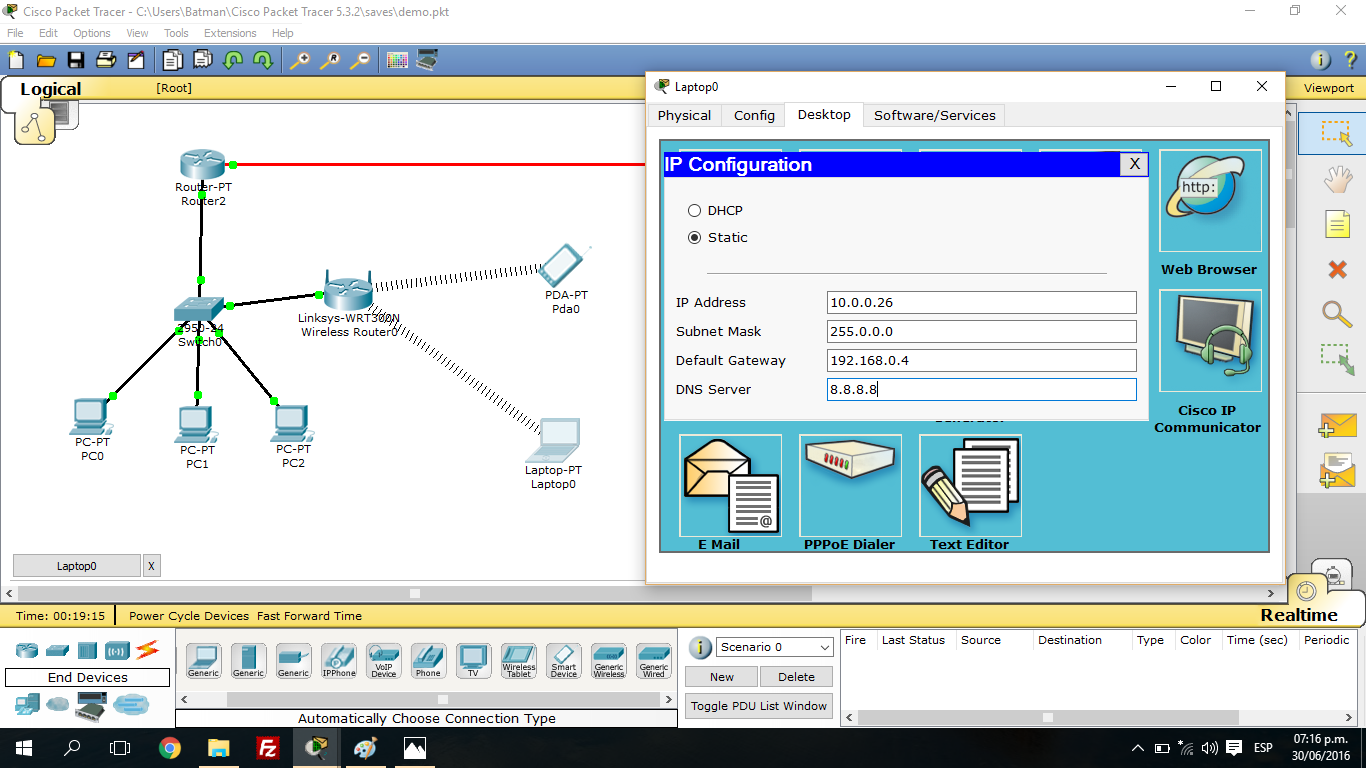 Cisco Packet Tracer - C:\Users\Batman\Cisco Packet Tracer 5.3.2\saves\demo.pkt
File Edit Options View Tools Extensions Help
Logical
[Root]
Viewport
Router-PT
Router2
2950-24
Switch0
Linksys-WRT300N
Wireless Router0
PDA-PT
Pda0
PC-PT
PC0
PC-PT
PC1
PC-PT
PC2
Laptop-PT
Laptop0
Laptop0
Physical Config Desktop Software/Services
IP Configuration X
DHCP
Static
IP Address 10.0.0.26
Subnet Mask 255.0.0.0
Default Gateway 192.168.0.4
DNS Server 8.8.8.8
http:
Web Browser
Cisco IP
Communicator
@
E Mail
PPPoE Dialer
Text Editor
Laptop0 X
Time: 00:19:15 Power Cycle Devices Fast Forward Time
Realtime
End Devices
Generic
Generic
Generic
IPPhone
VoIP
Device
Phone
TV
Wireless
Tablet
Smart
Device
Generic
Wireless
Generic
Wired
Automatically Choose Connection Type
Scenario 0
New Delete
Toggle PDU List Window
Fire Last Status Source Destination Type Color Time (sec) Periodic
ESP
07:16 p.m.
30/06/2016